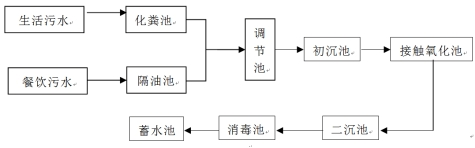 生活污水
化粪池
调节池
初沉池
接触氧化池
餐饮污水
隔油池
蓄水池
消毒池
二沉池